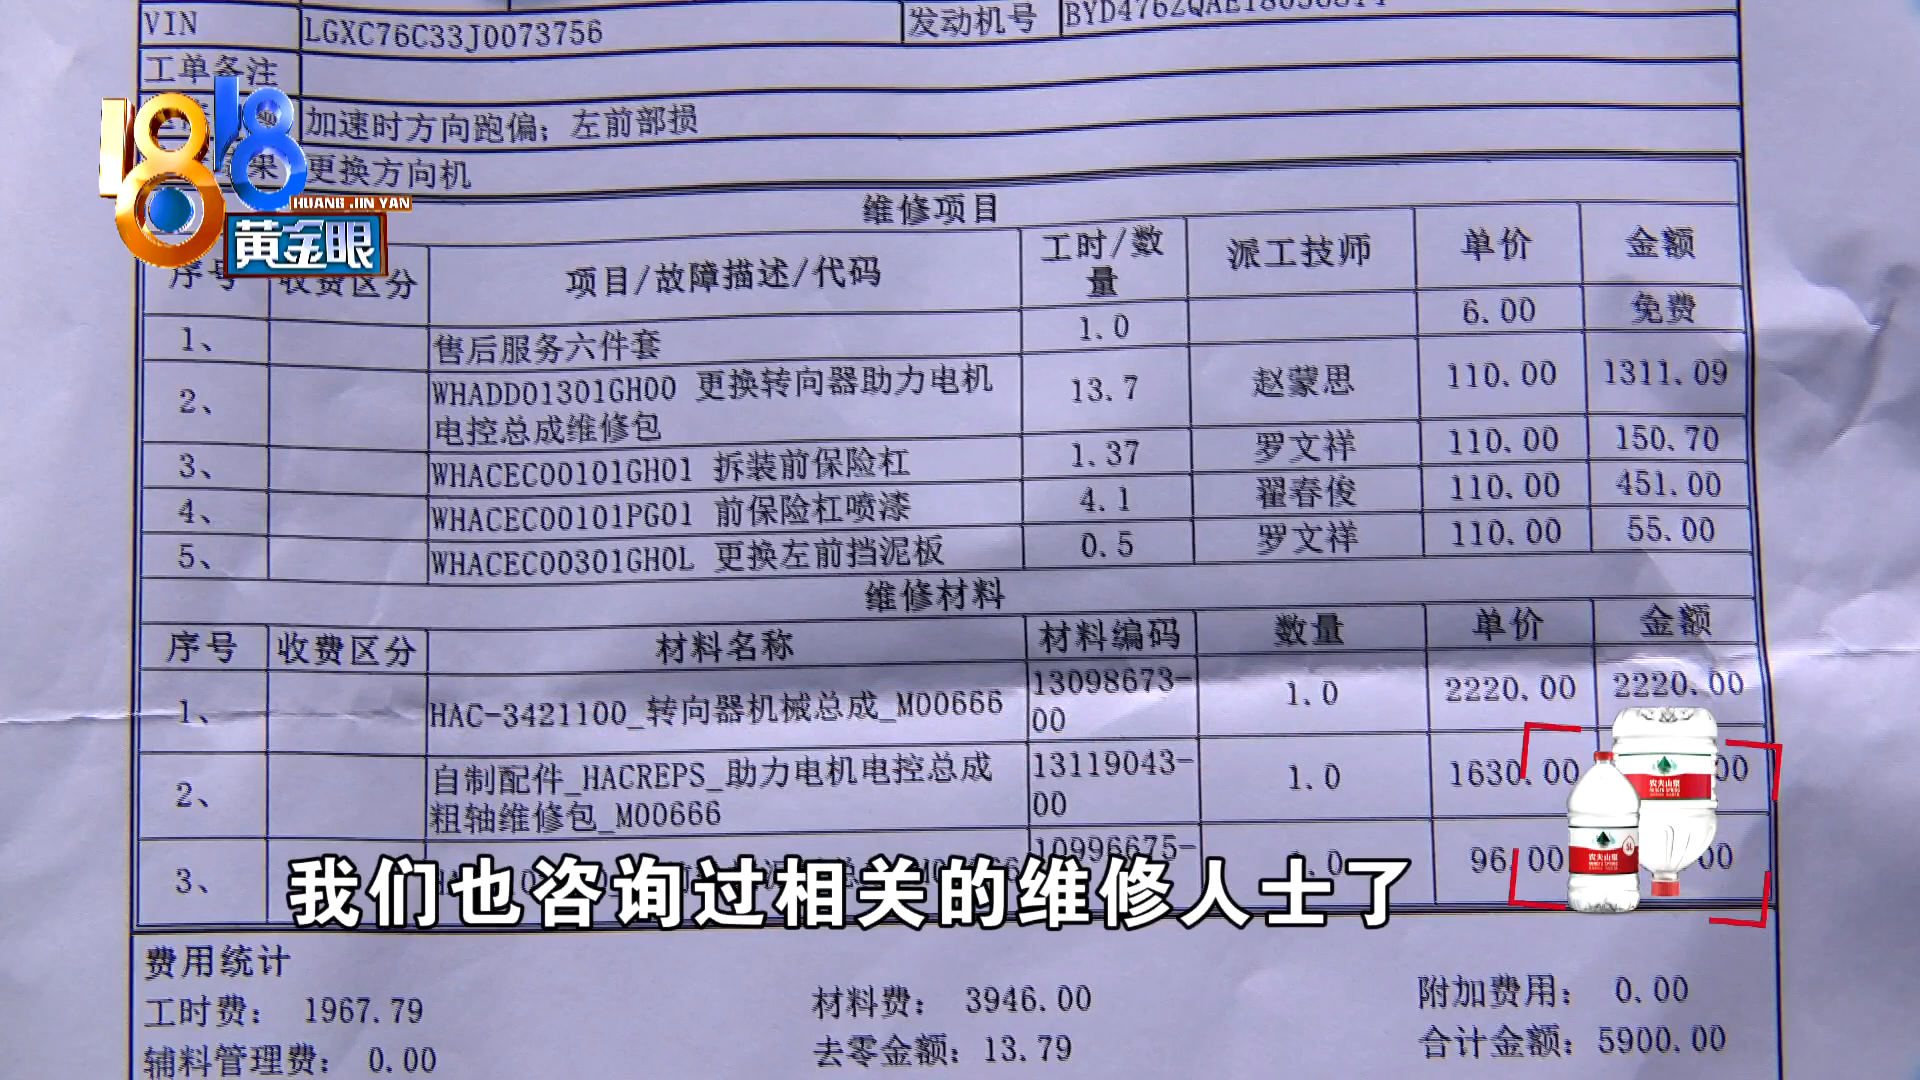 VIN LGXC76C33J0073756 发动机号
工单备注
加速时方向跑偏；左前部损
果 更换方向机
1818
HUANG JIN YAN
黄金眼
维修项目
序号 收费区分 项目/故障描述/代码 工时/数量 派工技师 单价 金额
1、 售后服务六件套 1.0 6.00 免费
2、 WHADD01301GH00 更换转向器助力电机电控总成维修包 13.7 赵蒙思 110.00 1311.09
3、 WHACEC00101GH01 拆装前保险杠 1.37 罗文祥 110.00 150.70
4、 WHACEC00101PG01 前保险杠喷漆 4.1 翟春俊 110.00 451.00
5、 WHACEC00301GH0L 更换左前挡泥板 0.5 罗文祥 110.00 55.00
维修材料
序号 收费区分 材料名称 材料编码 数量 单价 金额
1、 HAC-3421100_转向器机械总成_M00666 13098673-00 1.0 2220.00 2220.00
2、 自制配件_HACREPS_助力电机电控总成粗轴维修包_M00666 13119043-00 1.0 1630.00
3、 10996675- 96.00
农夫山泉
农夫山泉
我们也咨询过相关的维修人士了
费用统计
工时费： 1967.79 材料费： 3946.00 附加费用： 0.00
辅料管理费： 0.00 去零金额：13.79 合计金额：5900.00